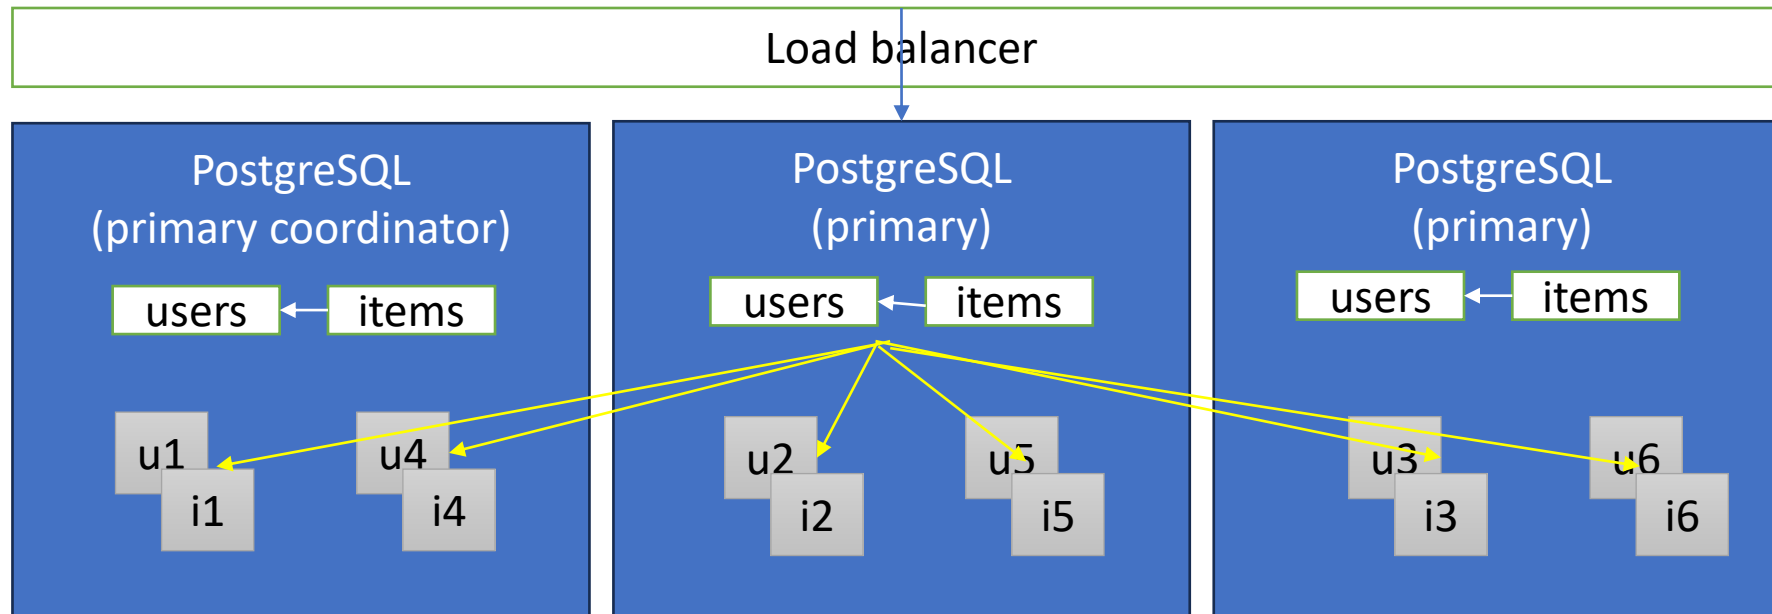 Load balancer
PostgreSQL
(primary coordinator)
users
items
u1
i1
u4
i4
PostgreSQL
(primary)
users
items
u2
i2
u5
i5
PostgreSQL
(primary)
users
items
u3
i3
u6
i6